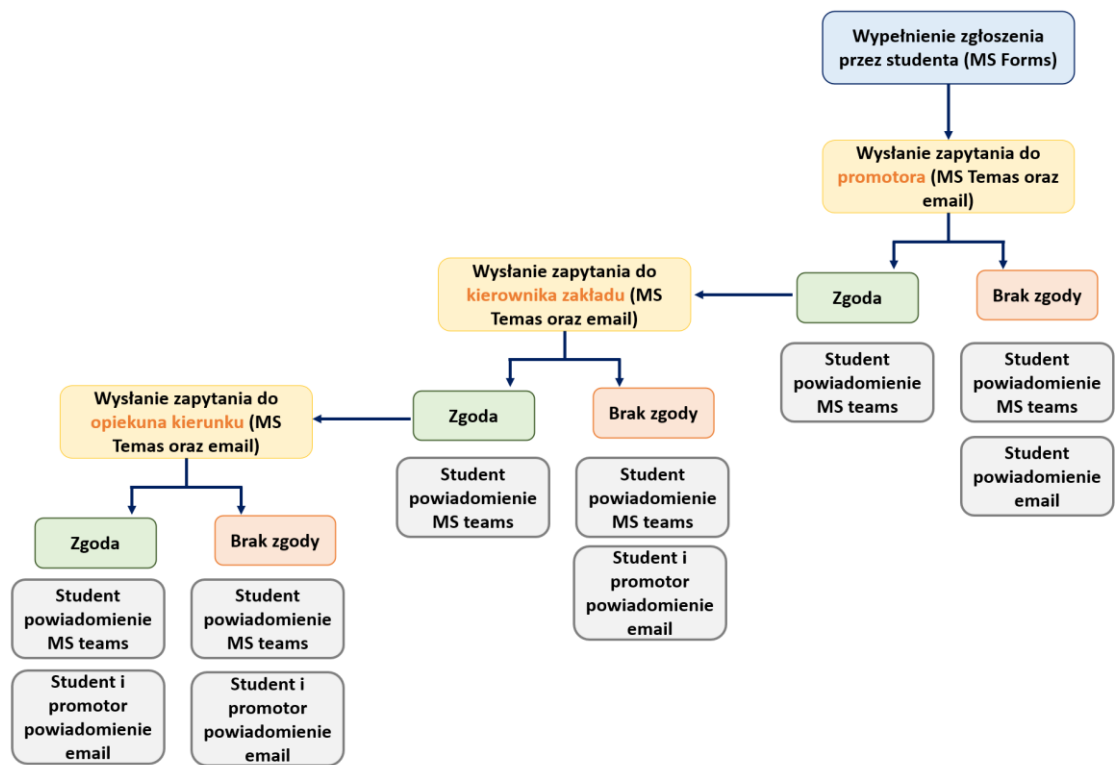 Wypełnienie zgłoszenia
przez studenta (MS Forms)
Wysłanie zapytania do
promotora (MS Temas oraz
email)
Zgoda
Brak zgody
Student
powiadomienie
MS teams
Student
powiadomienie
MS teams
Student
powiadomienie
email
Wysłanie zapytania do
kierownika zakładu (MS
Temas oraz email)
Zgoda
Brak zgody
Student
powiadomienie
MS teams
Student
powiadomienie
MS teams
Student i
promotor
powiadomienie
email
Wysłanie zapytania do
opiekuna kierunku (MS
Temas oraz email)
Zgoda
Brak zgody
Student
powiadomienie
MS teams
Student
powiadomienie
MS teams
Student i
promotor
powiadomienie
email
Student i
promotor
powiadomienie
email